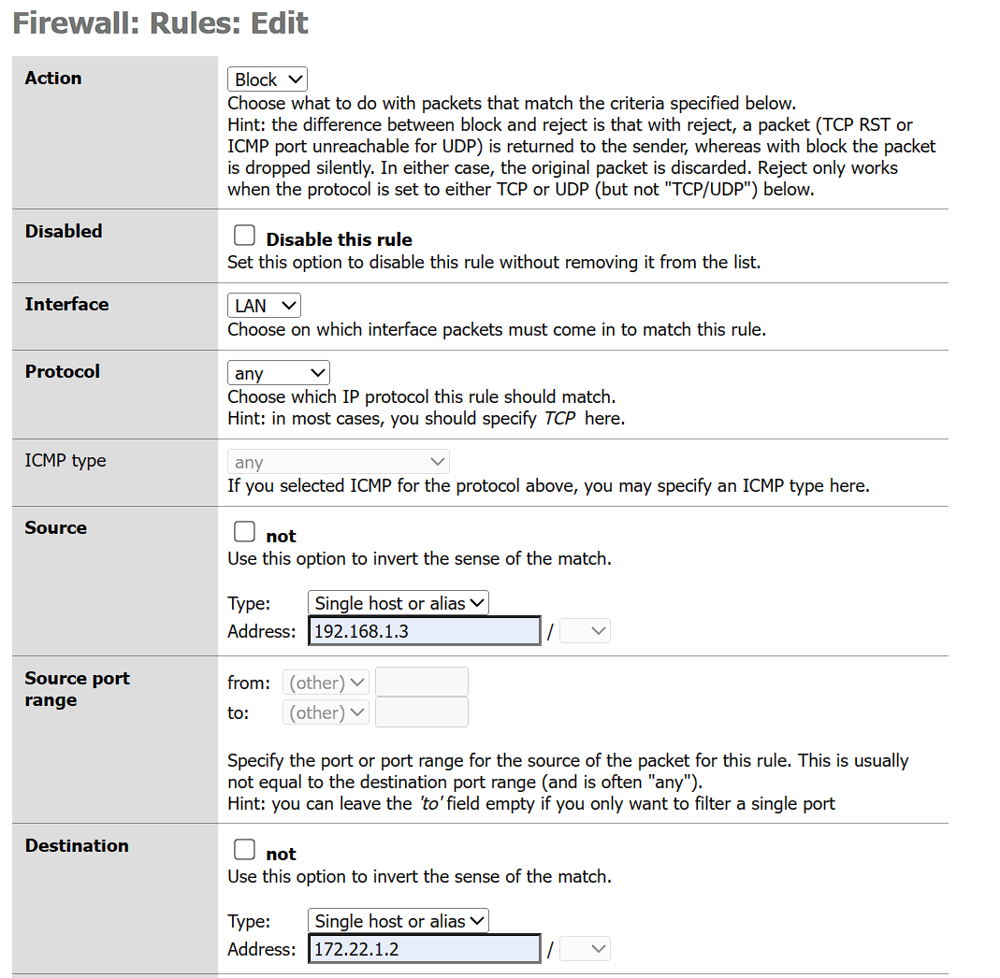 Firewall: Rules: Edit
Action
Block
Choose what to do with packets that match the criteria specified below.
Hint: the difference between block and reject is that with reject, a packet (TCP RST or
ICMP port unreachable for UDP) is returned to the sender, whereas with block the packet
is dropped silently. In either case, the original packet is discarded. Reject only works
when the protocol is set to either TCP or UDP (but not "TCP/UDP") below.
Disabled
Disable this rule
Set this option to disable this rule without removing it from the list.
Interface
LAN
Choose on which interface packets must come in to match this rule.
Protocol
any
Choose which IP protocol this rule should match.
Hint: in most cases, you should specify TCP here.
ICMP type
any
If you selected ICMP for the protocol above, you may specify an ICMP type here.
Source
not
Use this option to invert the sense of the match.
Type: Single host or alias
Address: 192.168.1.3 /
Source port
range
from: (other)
to: (other)
Specify the port or port range for the source of the packet for this rule. This is usually
not equal to the destination port range (and is often "any").
Hint: you can leave the 'to' field empty if you only want to filter a single port
Destination
not
Use this option to invert the sense of the match.
Type: Single host or alias
Address: 172.22.1.2 /